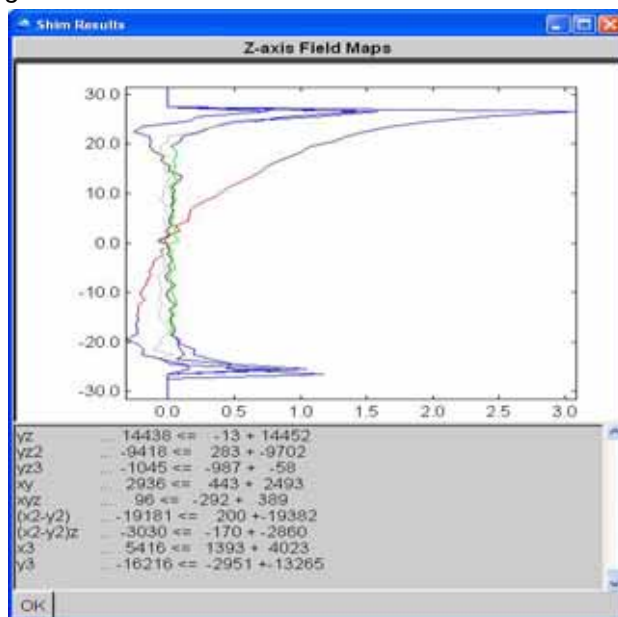 Shim Results
Z-axis Field Maps
30.0
20.0
10.0
0.0
-10.0
-20.0
-30.0
0.0 0.5 1.0 1.5 2.0 2.5 3.0
yz ... 14438 <= -13 + 14452
yz2 ... -9418 <= 283 + -9702
yz3 ... -1045 <= -987 + -58
xy ... 2936 <= 443 + 2493
xyz ... 96 <= -292 + 389
(x2-y2) ... -19181 <= 200 +-19382
(x2-y2)z ... -3030 <= -170 + -2860
x3 ... 5416 <= 1393 + 4023
y3 ... -16216 <= -2951 +-13265
OK